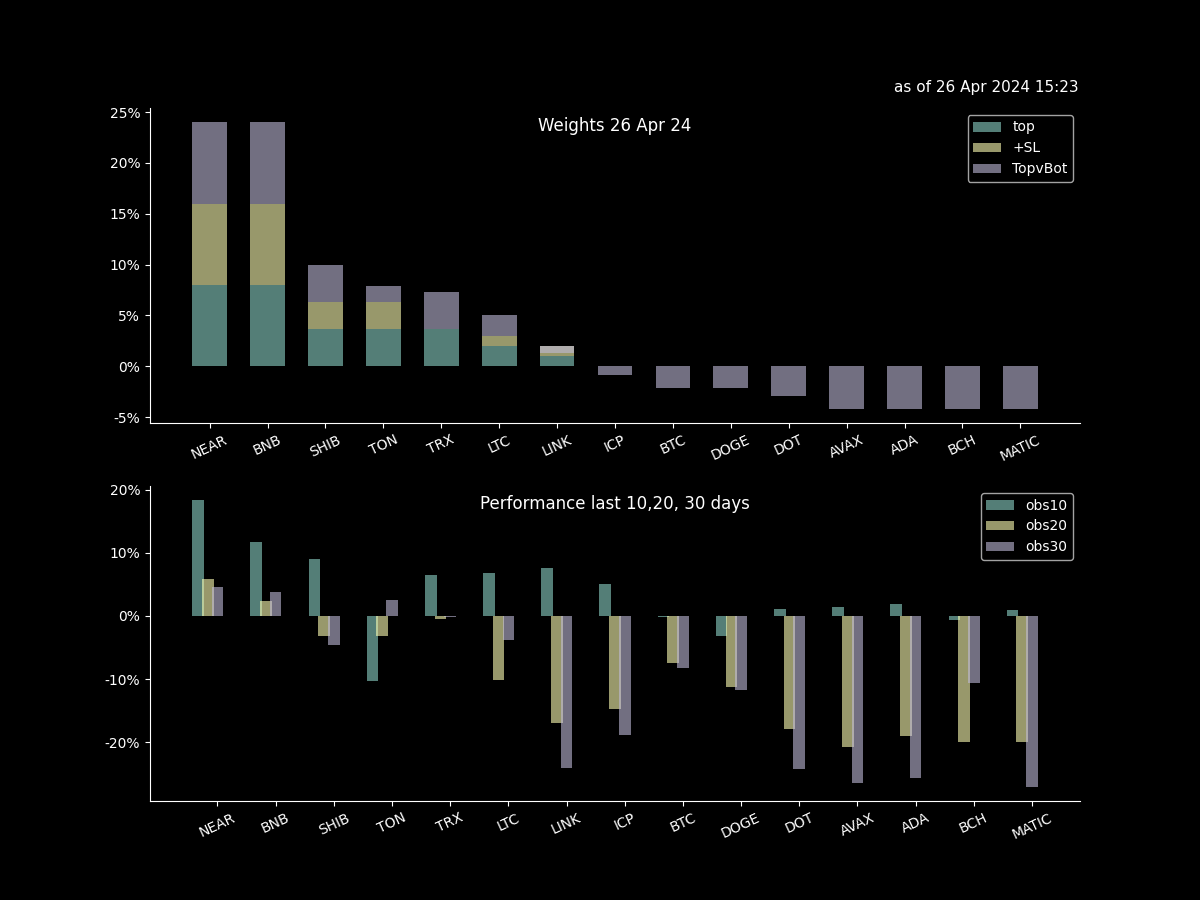 as of 26 Apr 2024 15:23
Weights 26 Apr 24
top
+SL
TopvBot
25%
20%
15%
10%
5%
0%
-5%
NEAR BNB SHIB TON TRX LTC LINK ICP BTC DOGE DOT AVAX ADA BCH MATIC
Performance last 10,20, 30 days
obs10
obs20
obs30
20%
10%
0%
-10%
-20%
NEAR BNB SHIB TON TRX LTC LINK ICP BTC DOGE DOT AVAX ADA BCH MATIC